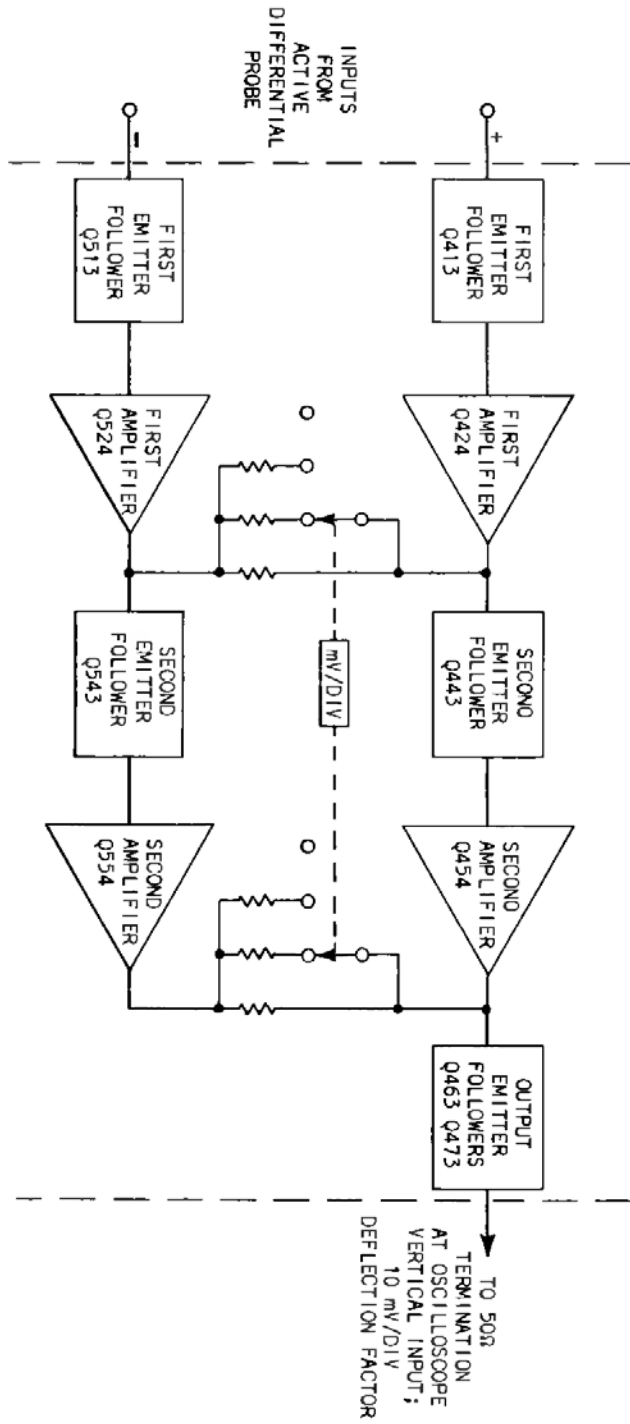 +
FIRST
EMITTER
FOLLOWER
Q413
FIRST
AMPLIFIER
Q424
SECOND
EMITTER
FOLLOWER
Q443
SECOND
AMPLIFIER
Q454
OUTPUT
EMITTER
FOLLOWERS
Q463 Q473
TO 50Ω
TERMINATION
AT OSCILLOSCOPE
VERTICAL INPUT;
10 mV/DIV
DEFLECTION FACTOR
INPUTS
FROM
ACTIVE
DIFFERENTIAL
PROBE
mV/DIV
-
FIRST
EMITTER
FOLLOWER
Q513
FIRST
AMPLIFIER
Q524
SECOND
EMITTER
FOLLOWER
Q543
SECOND
AMPLIFIER
Q554